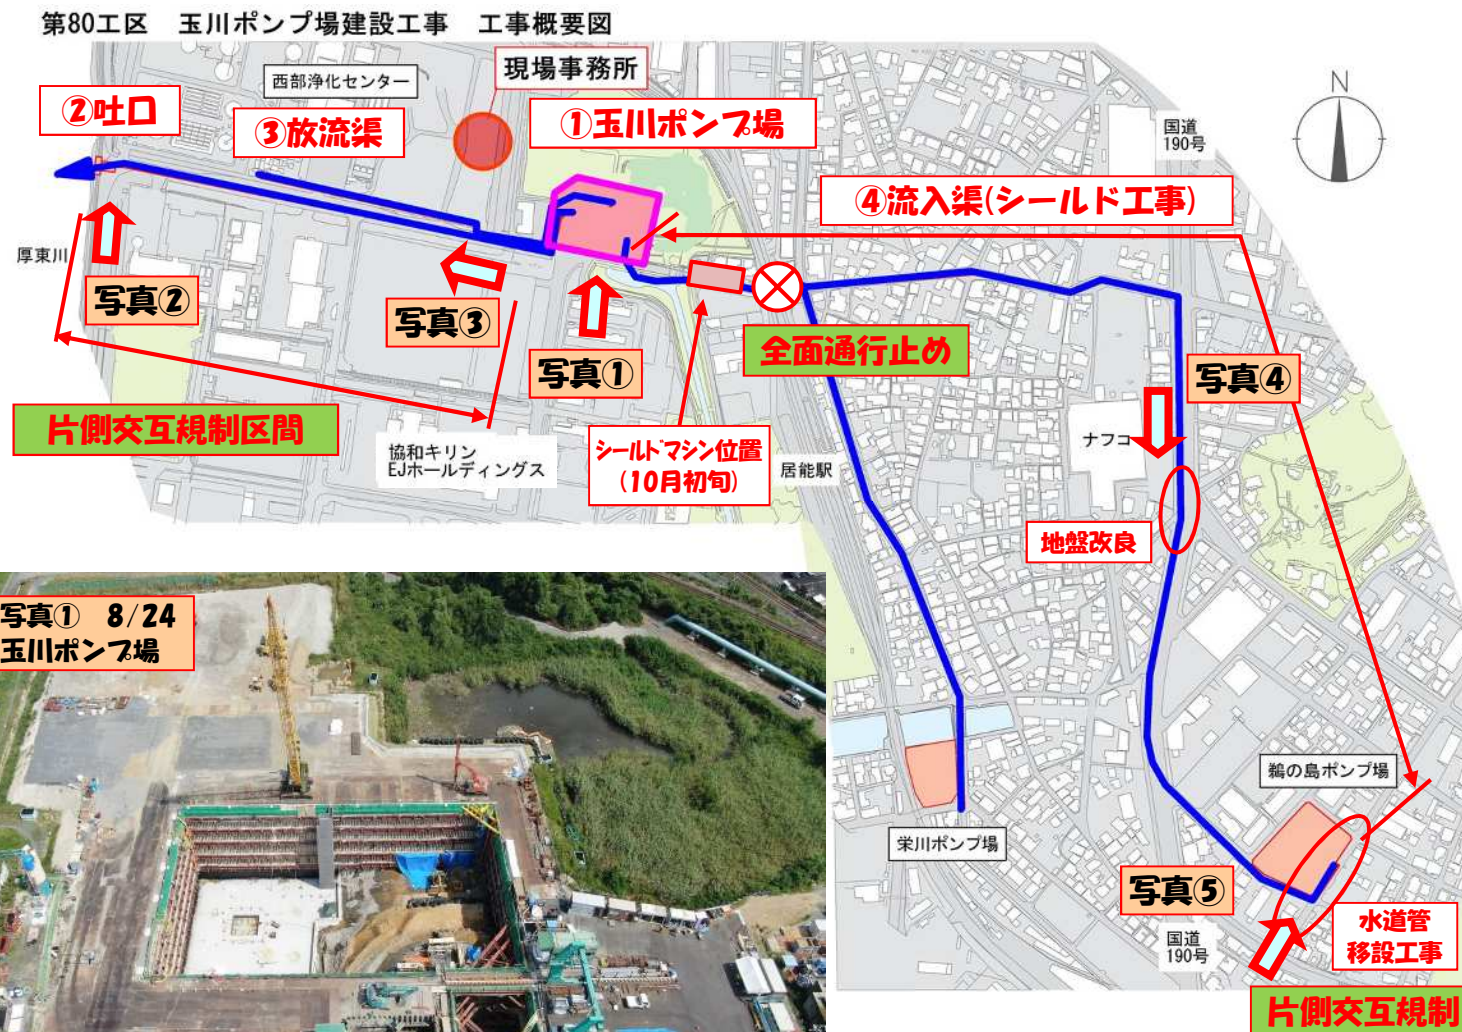 第80工区　玉川ポンプ場建設工事　工事概要図
現場事務所
西部浄化センター
②吐口
③放流渠
①玉川ポンプ場
国道
190号
N
④流入渠(シールド工事)
厚東川
写真②
写真③
写真①
全面通行止め
写真④
片側交互規制区間
協和キリン
EJホールディングス
シールドマシン位置
(10月初旬)
居能駅
ナフコ
地盤改良
写真①　8/24
玉川ポンプ場
鵜の島ポンプ場
栄川ポンプ場
写真⑤
国道
190号
水道管
移設工事
片側交互規制